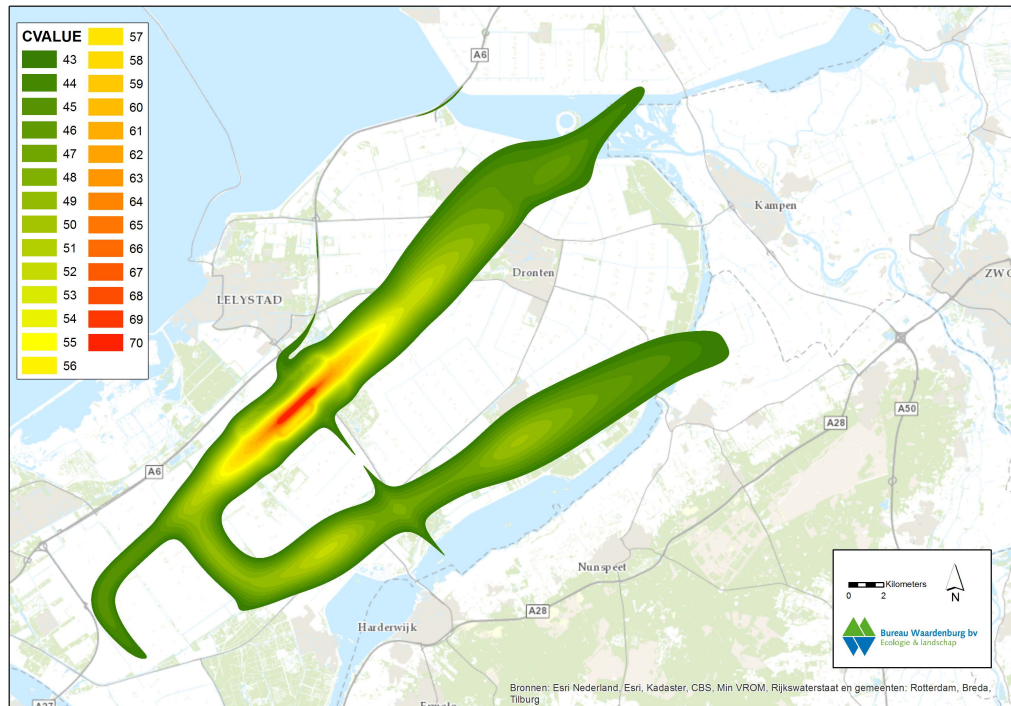 CVALUE
43
44
45
46
47
48
49
50
51
52
53
54
55
56
57
58
59
60
61
62
63
64
65
66
67
68
69
70
A6
Kampen
Dronten
LELYSTAD
ZWO
A28
A50
A6
Nunspeet
A28
Harderwijk
Kilometers
0 2
N
Bureau Waardenburg bv
Ecologie & landschap
Bronnen: Esri Nederland, Esri, Kadaster, CBS, Min VROM, Rijkswaterstaat en gemeenten: Rotterdam, Breda,
Tilburg
A27